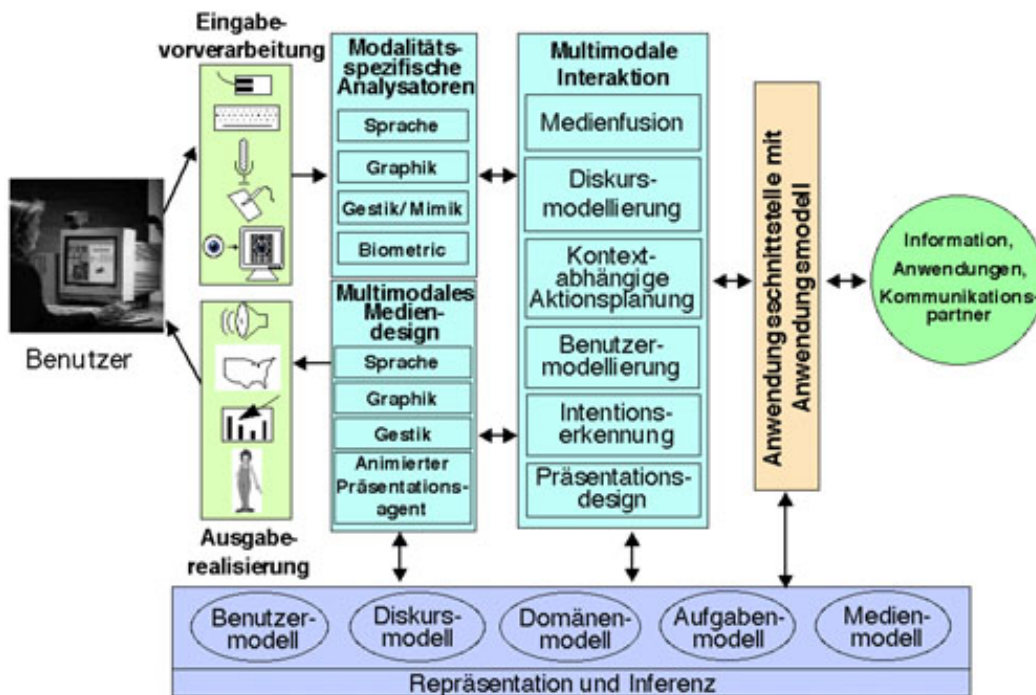 Eingabe-
vorverarbeitung
Modalitäts-
spezifische
Analysatoren
Sprache
Graphik
Gestik/Mimik
Biometric
Multimodales
Medien-
design
Sprache
Graphik
Gestik
Animierter
Präsentations-
agent
Multimodale
Interaktion
Medienfusion
Diskurs-
modellierung
Kontext-
abhängige
Aktionsplanung
Benutzer-
modellierung
Intentions-
erkennung
Präsentations-
design
Anwendungsschnittstelle mit
Anwendungsmodell
Information,
Anwendungen,
Kommunikations-
partner
Benutzer
Ausgabe-
realisierung
Benutzer-
modell
Diskurs-
modell
Domänen-
modell
Aufgaben-
modell
Medien-
modell
Repräsentation und Inferenz